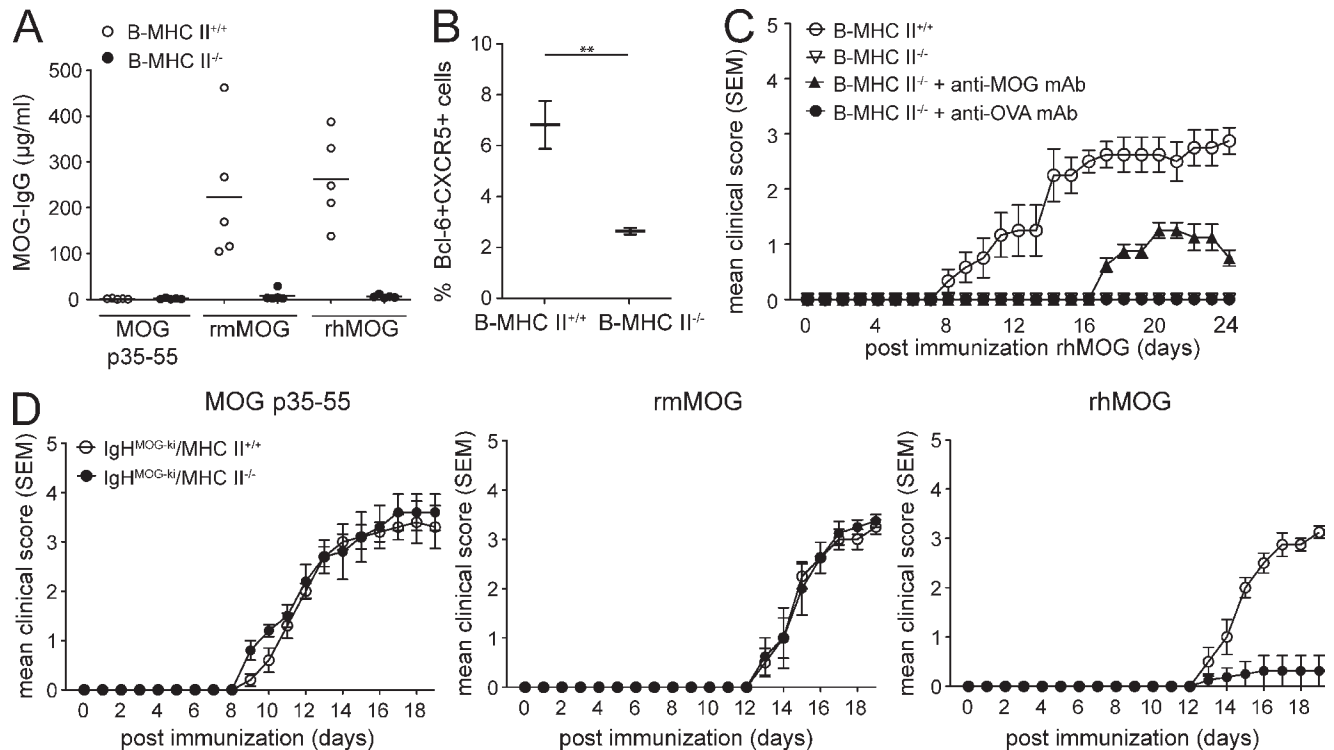 A
B-MHC II+/+
B-MHC II-/-
MOG-IgG (µg/ml)
500
400
300
200
100
0
MOG
p35-55
rmMOG
rhMOG
B
% Bcl-6+CXCR5+ cells
10
8
6
4
2
0
**
B-MHC II+/+
B-MHC II-/-
C
B-MHC II+/+
B-MHC II-/-
B-MHC II-/- + anti-MOG mAb
B-MHC II-/- + anti-OVA mAb
mean clinical score (SEM)
5
4
3
2
1
0
0 4 8 12 16 20 24
post immunization rhMOG (days)
D
MOG p35-55
IgHMOG-ki/MHC II+/+
IgHMOG-ki/MHC II-/-
mean clinical score (SEM)
5
4
3
2
1
0
0 2 4 6 8 10 12 14 16 18
post immunization (days)
rmMOG
mean clinical score (SEM)
5
4
3
2
1
0
0 2 4 6 8 10 12 14 16 18
post immunization (days)
rhMOG
mean clinical score (SEM)
5
4
3
2
1
0
0 2 4 6 8 10 12 14 16 18
post immunization (days)